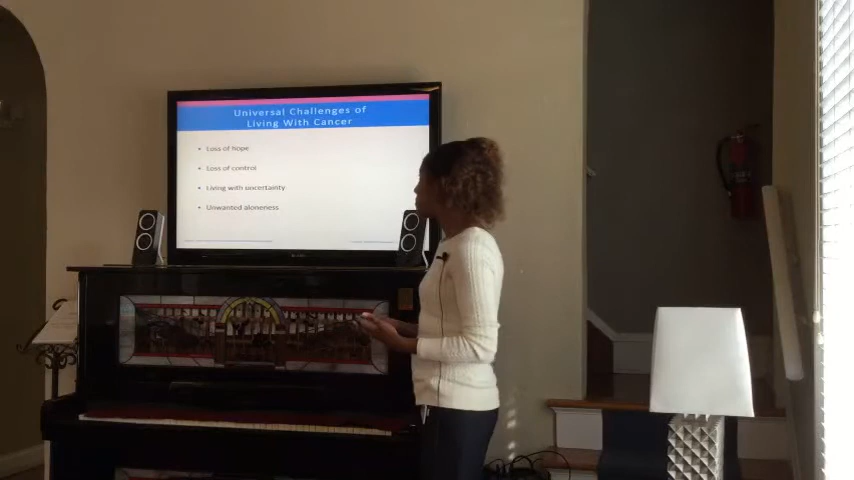 Universal Challenges of
Living With Cancer
• Loss of hope
• Loss of control
• Living with uncertainty
• Unwanted aloneness